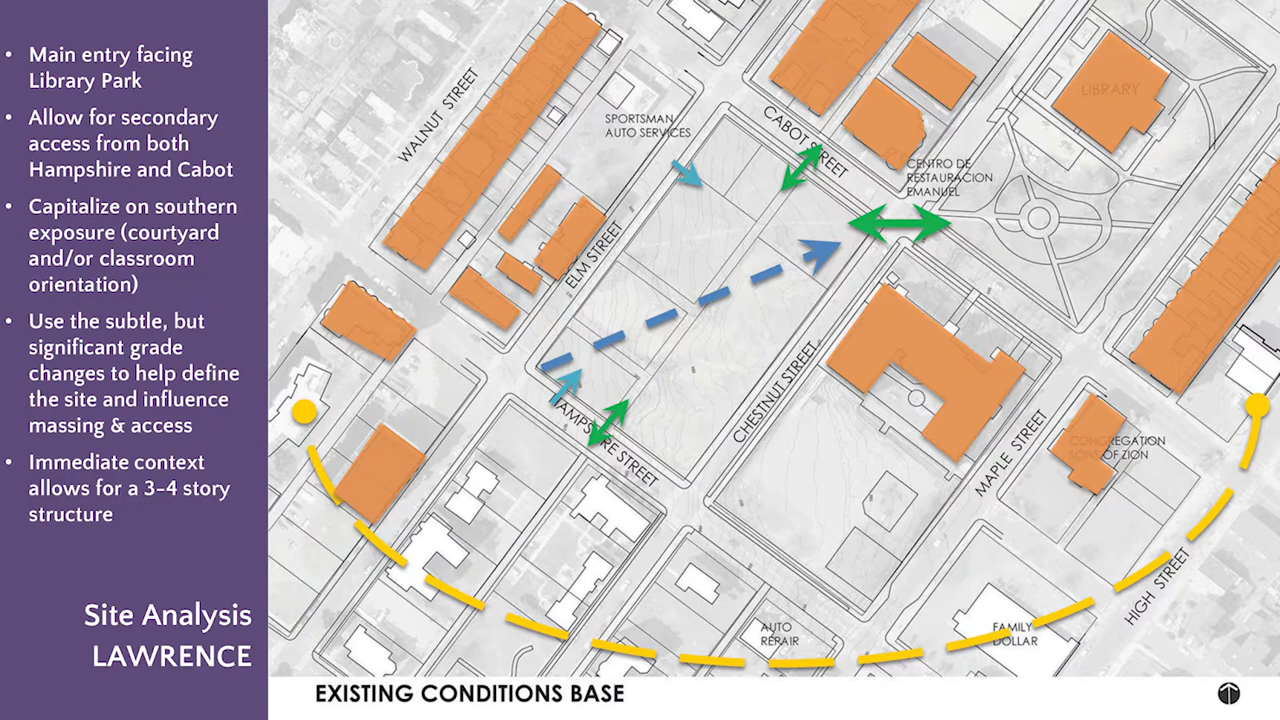 • Main entry facing
Library Park
• Allow for secondary
access from both
Hampshire and Cabot
• Capitalize on southern
exposure (courtyard
and/or classroom
orientation)
• Use the subtle, but
significant grade
changes to help define
the site and influence
massing & access
• Immediate context
allows for a 3-4 story
structure
Site Analysis
LAWRENCE
WALNUT STREET
SPORTSMAN
AUTO SERVICES
CABOT STREET
LIBRARY
CENTRO DE
RESTAURACION
EMANUEL
ELM STREET
CHESTNUT STREET
HAMPSHIRE STREET
MAPLE STREET
CONGREGATION
SONS OF ZION
HIGH STREET
AUTO
REPAIR
FAMILY
DOLLAR
EXISTING CONDITIONS BASE